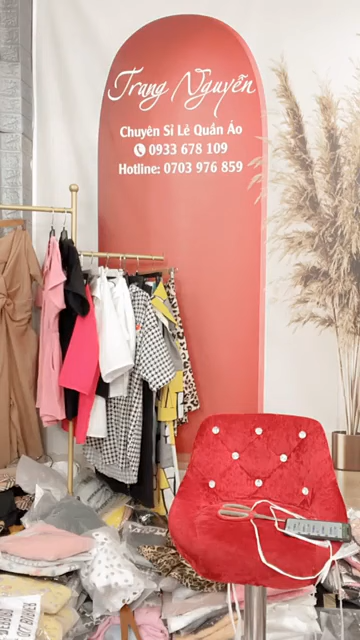 Trang Nguyễn
Chuyên Sỉ Lẻ Quần Áo
0933 678 109
Hotline: 0703 976 859